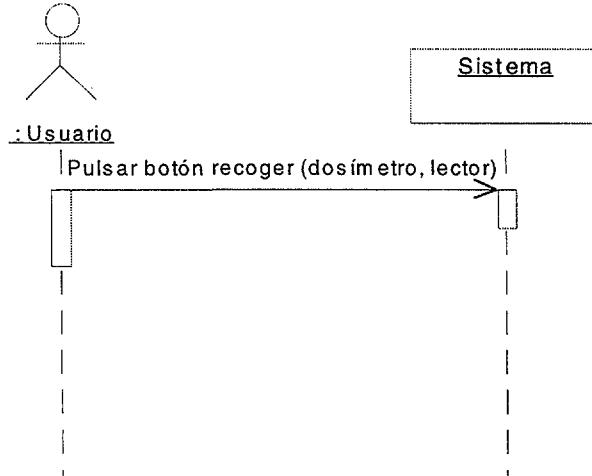 Sistema
:Usuario
Pulsar botón recoger (dosímetro, lector)